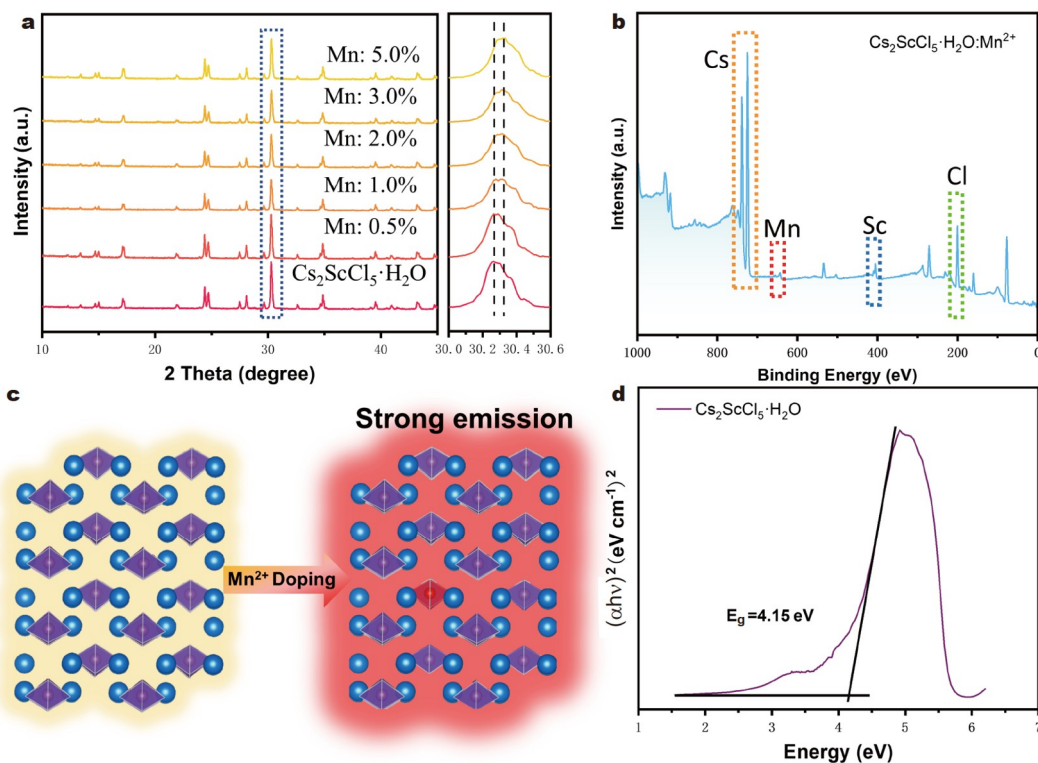 a
Intensity (a.u.)
Mn: 5.0%
Mn: 3.0%
Mn: 2.0%
Mn: 1.0%
Mn: 0.5%
Cs₂ScCl₅·H₂O
10 20 30 40 30.0 30.2 30.4 30.6
2 Theta (degree)
b
Intensity (a.u.)
Cs₂ScCl₅·H₂O:Mn²⁺
Cs
Mn
Sc
Cl
1000 800 600 400 200 0
Binding Energy (eV)
c
Strong emission
Mn²⁺ Doping
d
(αhν)² (eV cm⁻¹)²
Cs₂ScCl₅·H₂O
E_g=4.15 eV
1 2 3 4 5 6 7
Energy (eV)